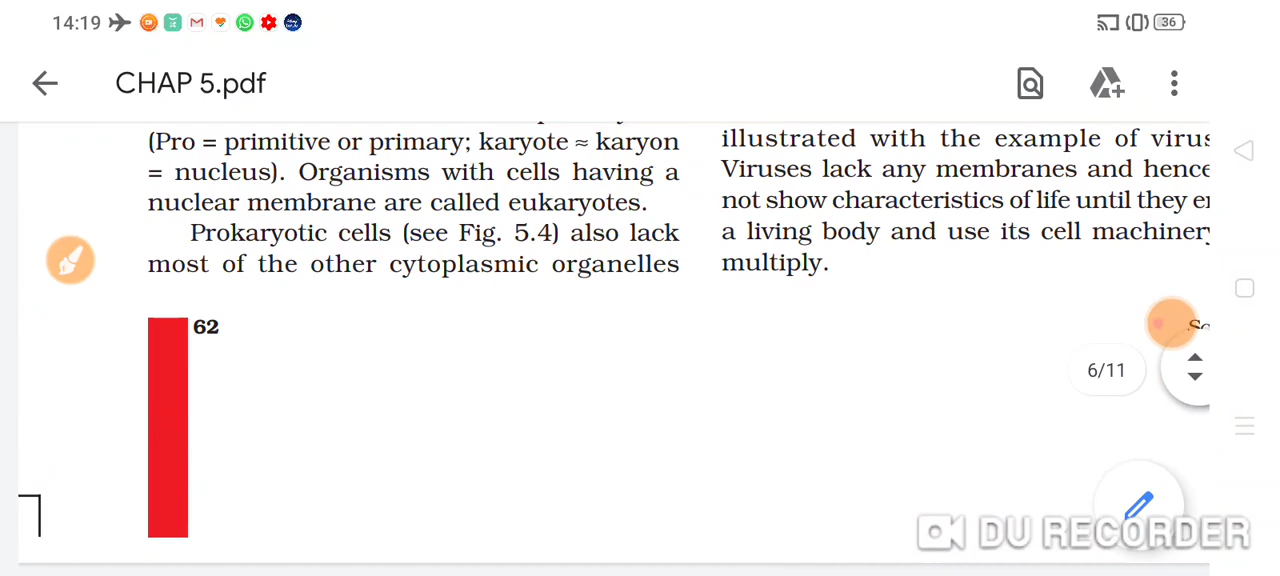 14:19
36
CHAP 5.pdf
(Pro = primitive or primary; karyote ≈ karyon
= nucleus). Organisms with cells having a
nuclear membrane are called eukaryotes.
Prokaryotic cells (see Fig. 5.4) also lack
most of the other cytoplasmic organelles
illustrated with the example of virus
Viruses lack any membranes and hence
not show characteristics of life until they
a living body and use its cell machinery
multiply.
62
6/11
DU RECORDER